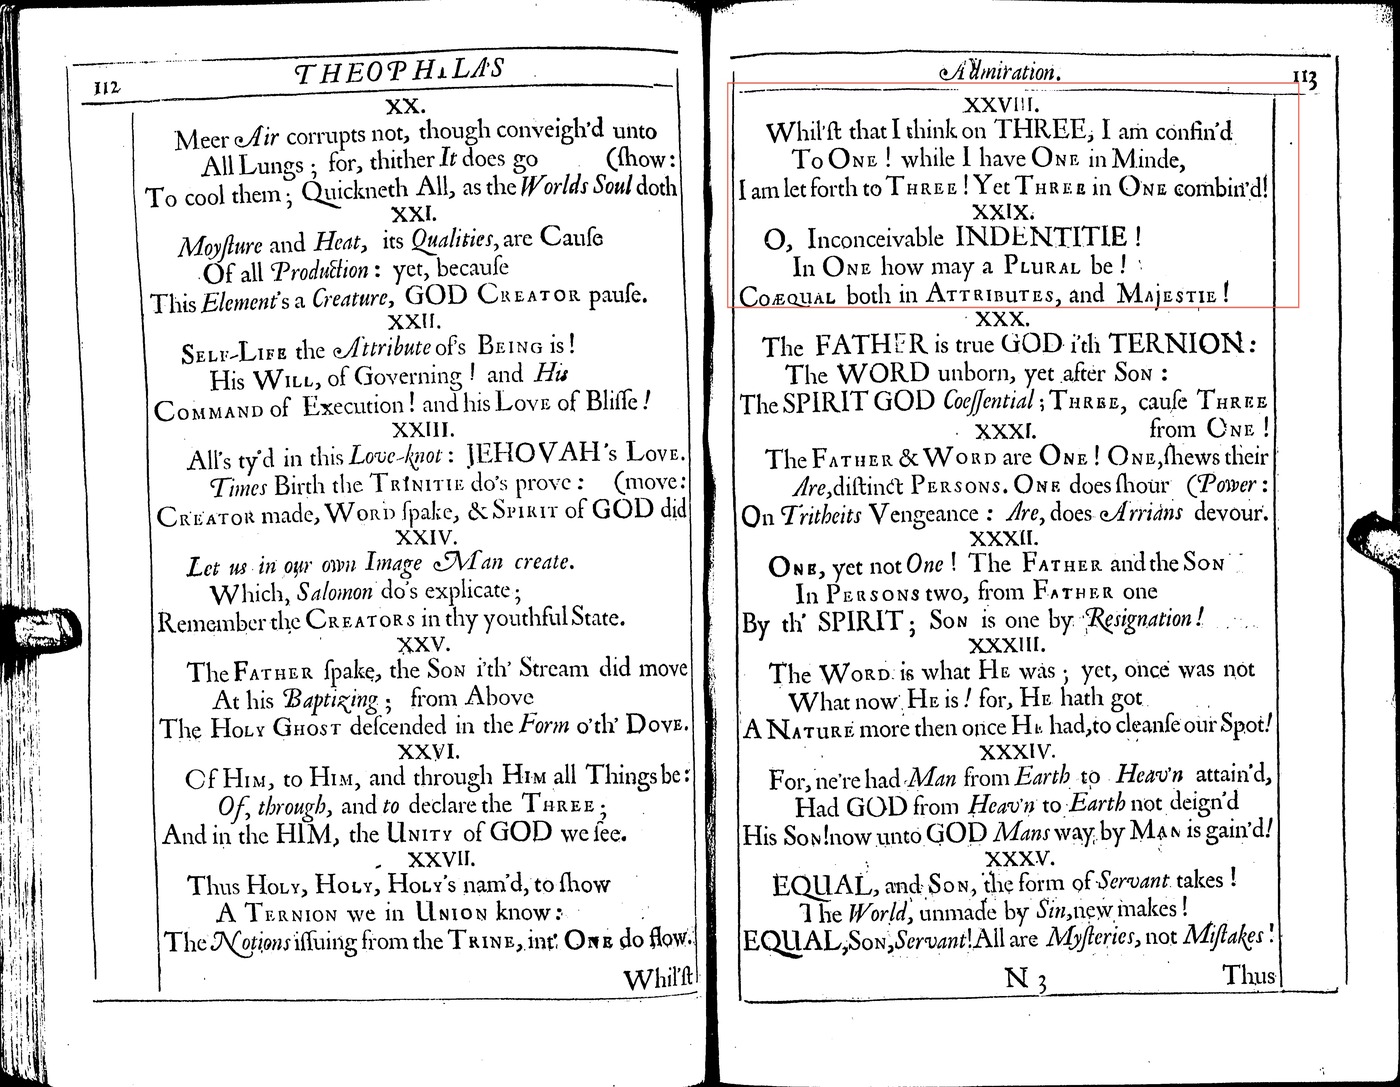 112
THEOPHILA'S
XX.
Meer Air corrupts not, though conveigh'd unto
All Lungs; for, thither It does go (ſhow:
To cool them; Quickneth All, as the Worlds Soul doth
XXI.
Moyſture and Heat, its Qualities, are Cauſe
Of all Production: yet, becauſe
This Element's a Creature, GOD CREATOR pauſe.
XXII.
SELF-LIFE the Attribute of's BEING is!
His WILL, of Governing! and His
COMMAND of Execution! and his LOVE of Bliſſe!
XXIII.
All's ty'd in this Love-knot: JEHOVAH's LOVE.
Times Birth the TRINITIE do's prove: (move:
CREATOR made, WORD ſpake, & SPIRIT of GOD did
XXIV.
Let us in our own Image Man create.
Which, Salomon do's explicate;
Remember the CREATORS in thy youthful State.
XXV.
The FATHER ſpake, the SON i'th' Stream did move
At his Baptizing; from Above
The HOLY GHOST deſcended in the Form o'th' DOVE.
XXVI.
Of HIM, to HIM, and through HIM all Things be:
Of, through, and to declare the THREE;
And in the HIM, the UNITY of GOD we ſee.
XXVII.
Thus HOLY, HOLY, HOLY's nam'd, to ſhow
A TERNION we in UNION know:
The Notions iſſuing from the TRINE, int' ONE do flow.
Whil'ſt
Admiration.
113
XXVIII.
Whil'ſt that I think on THREE, I am confin'd
To ONE! while I have ONE in Minde,
I am let forth to THREE! Yet THREE in ONE combin'd!
XXIX.
O, Inconceivable INDENTITIE!
In ONE how may a PLURAL be!
COÆQUAL both in ATTRIBUTES, and MAJESTIE!
XXX.
The FATHER is true GOD i'th TERNION:
The WORD unborn, yet after SON:
The SPIRIT GOD Coeſſential; THREE, cauſe THREE
XXXI. from ONE!
The FATHER & WORD are ONE! ONE, ſhews their
Are, diſtinct PERSONS. ONE does ſhour (Power:
On Tritheits Vengeance: Are, does Arrians devour.
XXXII.
ONE, yet not One! The FATHER and the SON
In PERSONS two, from FATHER one
By th' SPIRIT; SON is one by Resignation!
XXXIII.
The WORD is what HE was; yet, once was not
What now HE is! for, HE hath got
A NATURE more then once HE had, to cleanſe our Spot!
XXXIV.
For, ne're had Man from Earth to Heav'n attain'd,
Had GOD from Heav'n to Earth not deign'd
His SON! now unto GOD Mans way by MAN is gain'd!
XXXV.
EQUAL, and SON, the form of Servant takes!
The World, unmade by Sin, new makes!
EQUAL, SON, Servant! All are Myſteries, not Miſtakes!
N 3
Thus